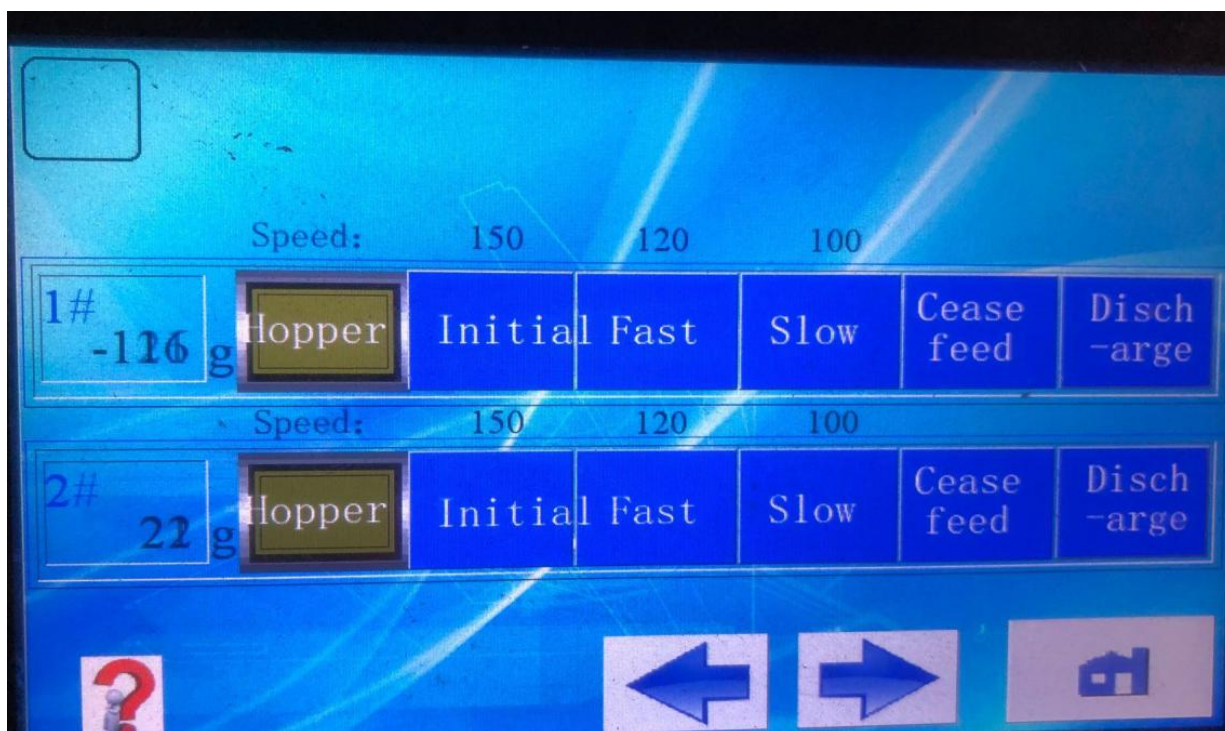 Speed: 150 120 100
1#
g
Hopper
Initial
Fast
Slow
Cease
feed
Disch
-arge
Speed: 150 120 100
2#
g
Hopper
Initial
Fast
Slow
Cease
feed
Disch
-arge
?